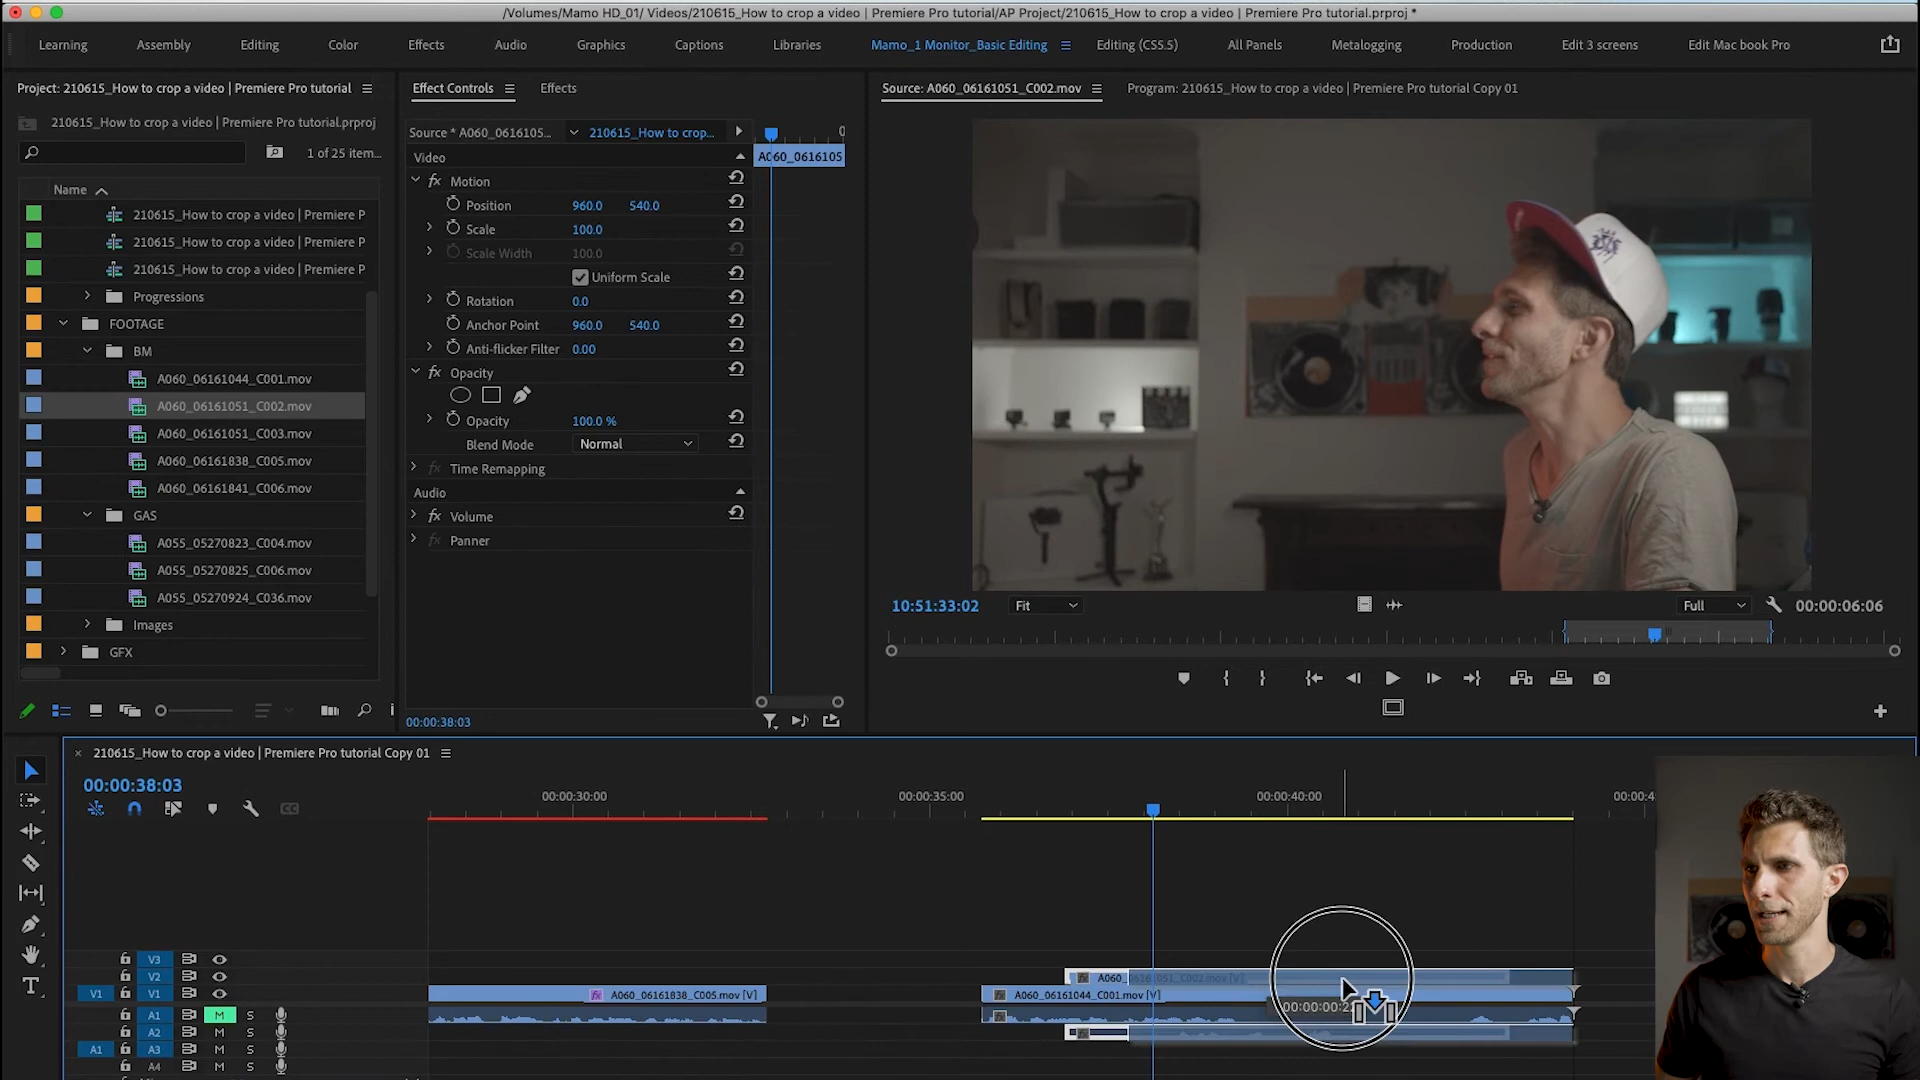 /Volumes/Mamo HD_01/ Videos/210615_How to crop a video | Premiere Pro tutorial/AP Project/210615_How to crop a video | Premiere Pro tutorial.prproj *
Learning Assembly Editing Color Effects Audio Graphics Captions Libraries Mamo_1 Monitor_Basic Editing Editing (CS5.5) All Panels Metalogging Production Edit 3 screens Edit Mac book Pro
Project: 210615_How to crop a video | Premiere Pro tutorial
210615_How to crop a video | Premiere Pro tutorial.prproj
1 of 25 item...
Name
210615_How to crop a video | Premiere P
210615_How to crop a video | Premiere P
210615_How to crop a video | Premiere P
Progressions
FOOTAGE
BM
A060_06161044_C001.mov
A060_06161051_C002.mov
A060_06161051_C003.mov
A060_06161838_C005.mov
A060_06161841_C006.mov
GAS
A055_05270823_C004.mov
A055_05270825_C006.mov
A055_05270924_C036.mov
Images
GFX
Effect Controls Effects
Source * A060_0616105... 210615_How to crop...
Video
A060_0616105
fx Motion
Position 960.0 540.0
Scale 100.0
Scale Width 100.0
Uniform Scale
Rotation 0.0
Anchor Point 960.0 540.0
Anti-flicker Filter 0.00
fx Opacity
Opacity 100.0 %
Blend Mode Normal
fx Time Remapping
Audio
fx Volume
fx Panner
00:00:38:03
Source: A060_06161051_C002.mov Program: 210615_How to crop a video | Premiere Pro tutorial Copy 01
10:51:33:02 Fit Full 00:00:06:06
× 210615_How to crop a video | Premiere Pro tutorial Copy 01
00:00:38:03
00:00:30:00 00:00:35:00 00:00:40:00 00:00:4
V3
V2 A060_06161051_C002.mov [V]
V1 V1 fx A060_06161838_C005.mov [V] fx A060_06161044_C001.mov [V]
00:00:00:2
A1 M S
A2 M S
A1 A3 M S
A4 M S